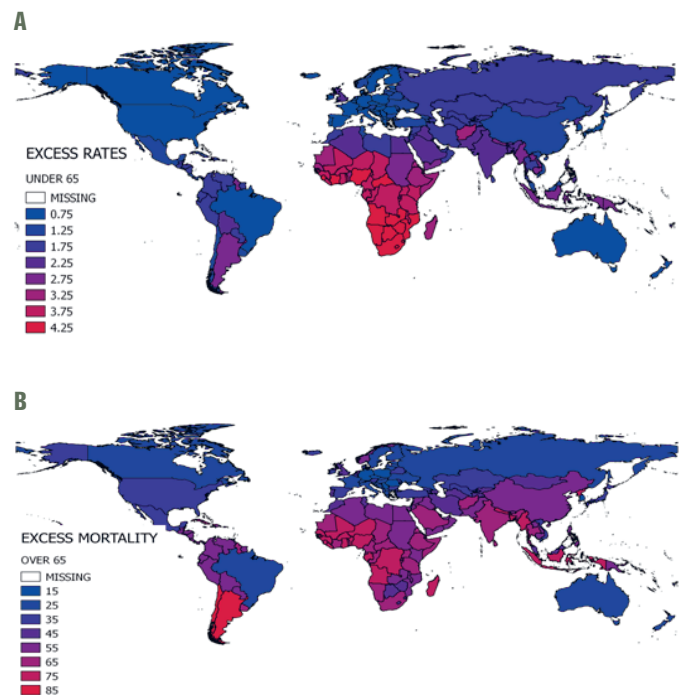 A
EXCESS RATES
UNDER 65
MISSING
0.75
1.25
1.75
2.25
2.75
3.25
3.75
4.25
B
EXCESS MORTALITY
OVER 65
MISSING
15
25
35
45
55
65
75
85